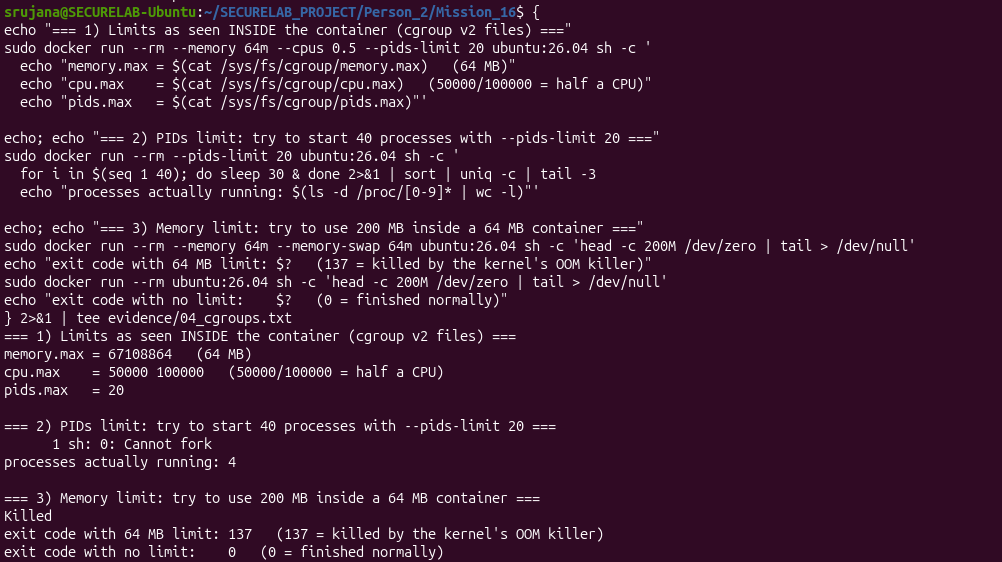 srujana@SECURELAB-Ubuntu:~/SECURELAB_PROJECT/Person_2/Mission_16$ {
echo "=== 1) Limits as seen INSIDE the container (cgroup v2 files) ==="
sudo docker run --rm --memory 64m --cpus 0.5 --pids-limit 20 ubuntu:26.04 sh -c '
  echo "memory.max = $(cat /sys/fs/cgroup/memory.max)   (64 MB)"
  echo "cpu.max    = $(cat /sys/fs/cgroup/cpu.max)   (50000/100000 = half a CPU)"
  echo "pids.max   = $(cat /sys/fs/cgroup/pids.max)"'

echo; echo "=== 2) PIDs limit: try to start 40 processes with --pids-limit 20 ==="
sudo docker run --rm --pids-limit 20 ubuntu:26.04 sh -c '
  for i in $(seq 1 40); do sleep 30 & done 2>&1 | sort | uniq -c | tail -3
  echo "processes actually running: $(ls -d /proc/[0-9]* | wc -l)"'

echo; echo "=== 3) Memory limit: try to use 200 MB inside a 64 MB container ==="
sudo docker run --rm --memory 64m --memory-swap 64m ubuntu:26.04 sh -c 'head -c 200M /dev/zero | tail > /dev/null'
echo "exit code with 64 MB limit: $?   (137 = killed by the kernel's OOM killer)"
sudo docker run --rm ubuntu:26.04 sh -c 'head -c 200M /dev/zero | tail > /dev/null'
echo "exit code with no limit:    $?   (0 = finished normally)"
} 2>&1 | tee evidence/04_cgroups.txt
=== 1) Limits as seen INSIDE the container (cgroup v2 files) ===
memory.max = 67108864   (64 MB)
cpu.max    = 50000 100000   (50000/100000 = half a CPU)
pids.max   = 20

=== 2) PIDs limit: try to start 40 processes with --pids-limit 20 ===
      1 sh: 0: Cannot fork
processes actually running: 4

=== 3) Memory limit: try to use 200 MB inside a 64 MB container ===
Killed
exit code with 64 MB limit: 137   (137 = killed by the kernel's OOM killer)
exit code with no limit:    0   (0 = finished normally)